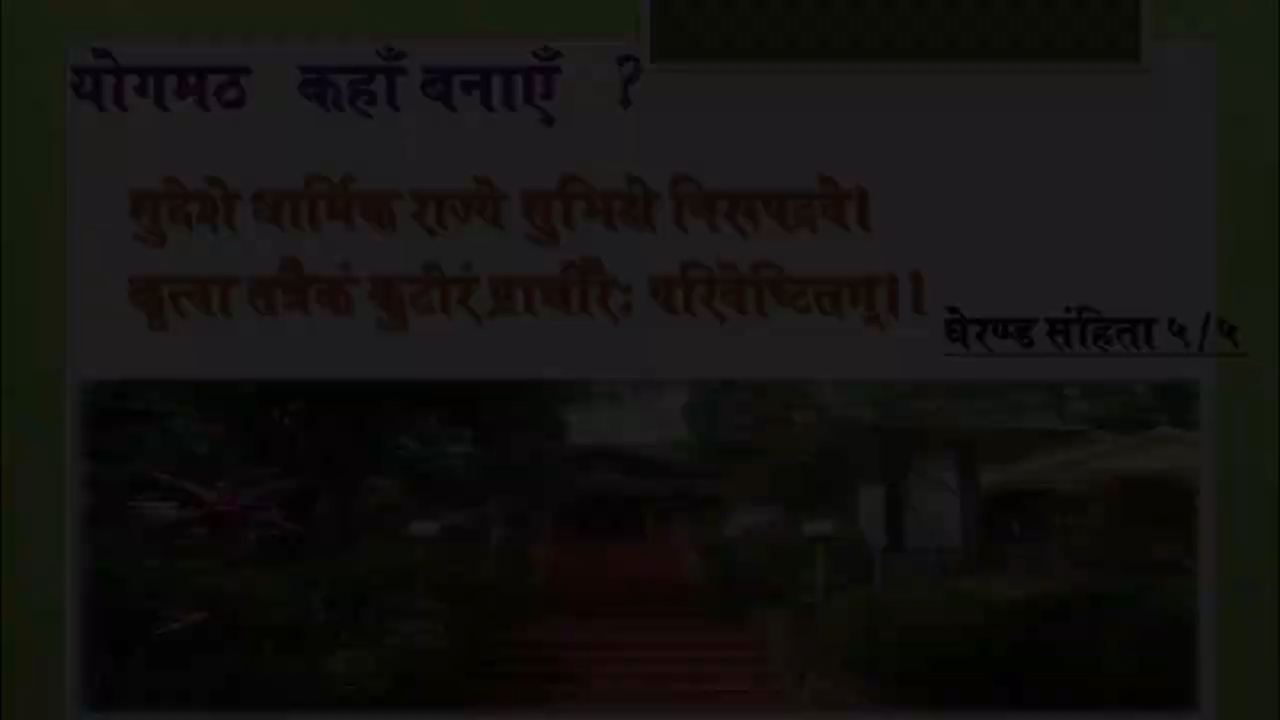 योगमठ कहाँ बनाएँ ?
सुदेशे धार्मिक राज्ये सुभिक्षे निरूपद्रवे।
कृत्वा तत्रैकं कुटीरं प्राचीरैः परिवेष्टितम्।।
घेरण्ड संहिता ५/५